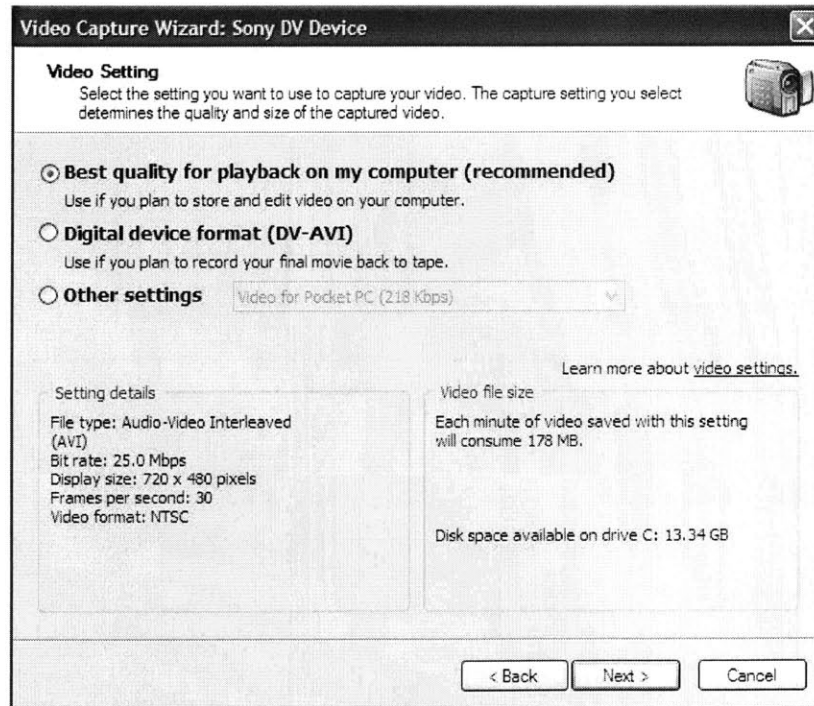 Video Capture Wizard: Sony DV Device
Video Setting
Select the setting you want to use to capture your video. The capture setting you select
determines the quality and size of the captured video.
Best quality for playback on my computer (recommended)
Use if you plan to store and edit video on your computer.
Digital device format (DV-AVI)
Use if you plan to record your final movie back to tape.
Other settings Video for Pocket PC (218 Kbps)
Learn more about video settings.
Setting details
File type: Audio-Video Interleaved
(AVI)
Bit rate: 25.0 Mbps
Display size: 720 x 480 pixels
Frames per second: 30
Video format: NTSC
Video file size
Each minute of video saved with this setting
will consume 178 MB.
Disk space available on drive C: 13.34 GB
< Back Next > Cancel